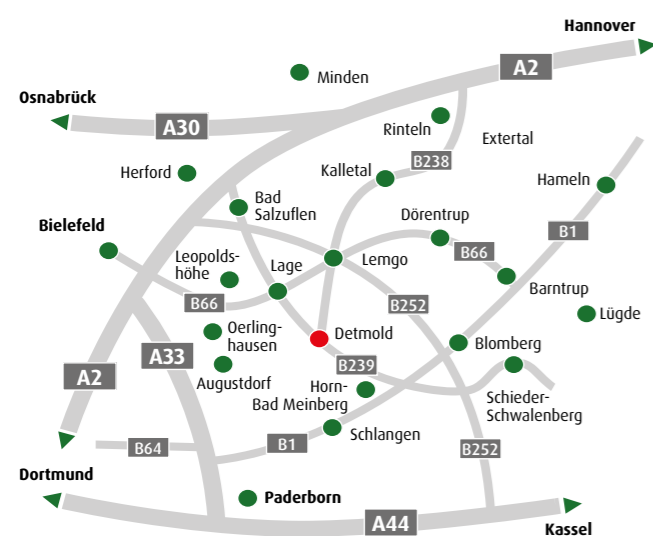 Hannover
A2
Minden
Osnabrück
A30
Rinteln
Extertal
B238
Herford
Kalletal
Hameln
Bad
Salzuflen
Dörentrup
Bielefeld
B1
Leopolds-
höhe
Lage
Lemgo
B66
Barntrup
B66
B252
Lügde
Oerling-
hausen
Detmold
Blomberg
A33
B239
A2
Augustdorf
Horn-
Bad Meinberg
Schieder-
Schwalenberg
B64
B1
Schlangen
B252
Dortmund
Paderborn
A44
Kassel